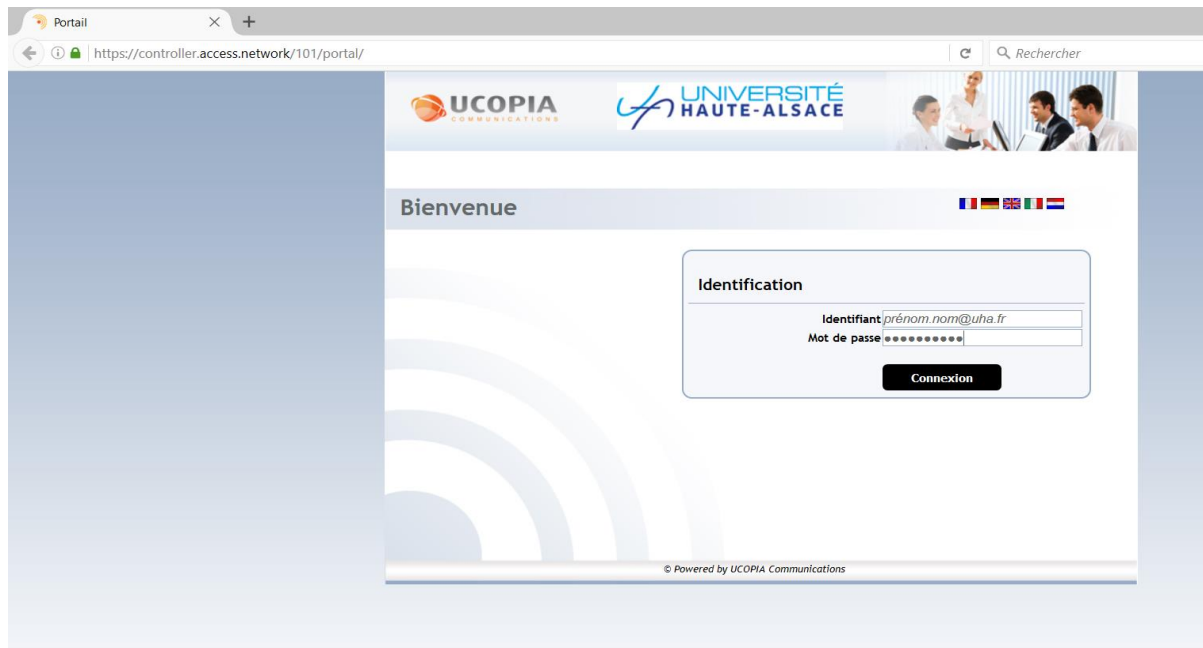 Portail
https://controller.access.network/101/portal/
Rechercher
UCOPIA
COMMUNICATIONS
UNIVERSITÉ
HAUTE-ALSACE
Bienvenue
Identification
Identifiant prénom.nom@uha.fr
Mot de passe ••••••••••
Connexion
© Powered by UCOPIA Communications